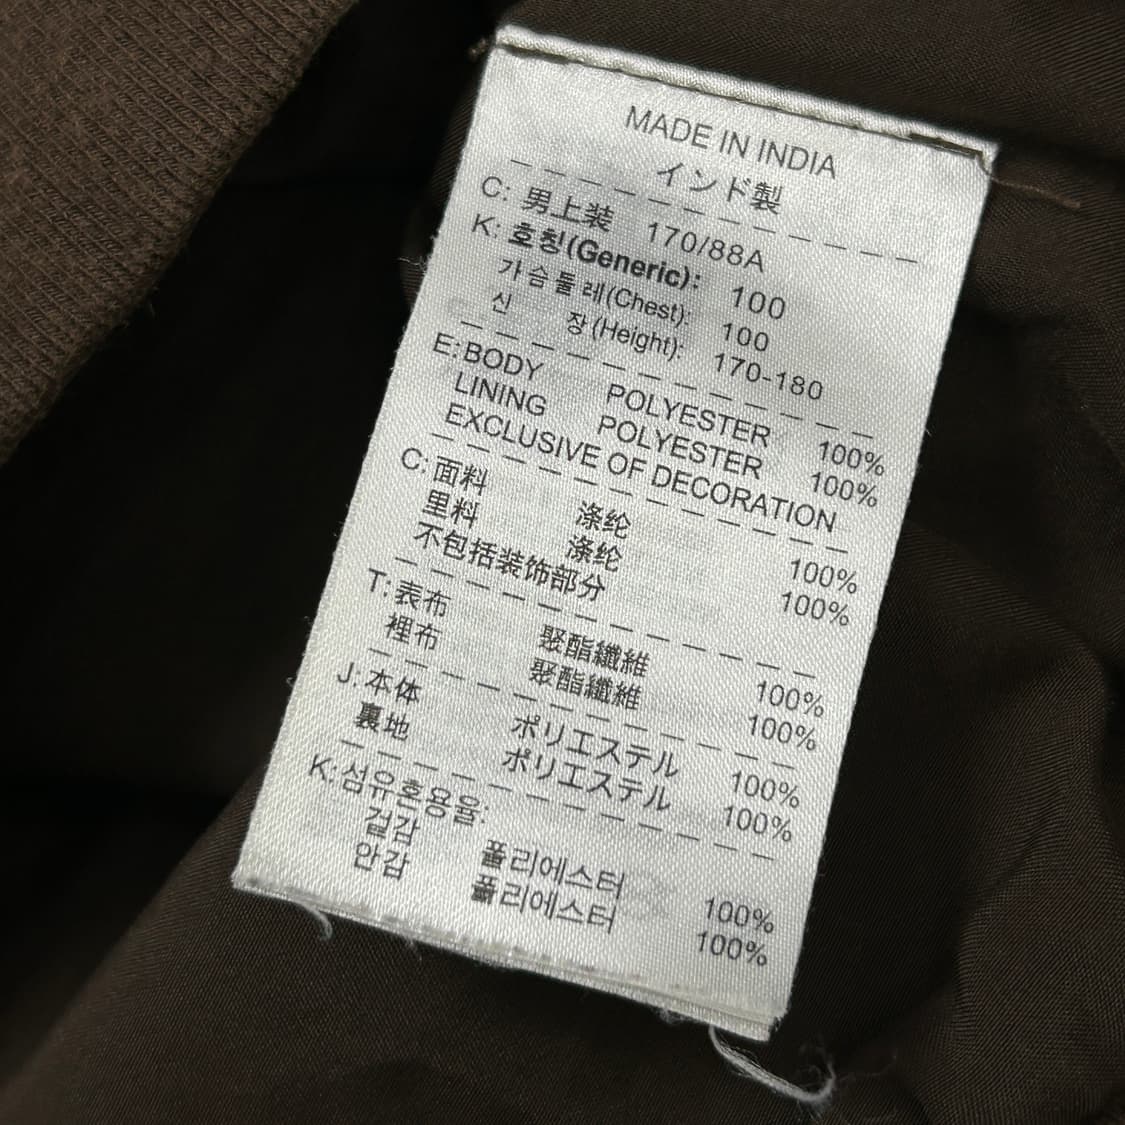 MADE IN INDIA
インド製
C: 男上装 170/88A
K: 호칭(Generic): 100
가슴둘레(Chest): 100
신 장(Height): 170-180
E: BODY POLYESTER 100%
LINING POLYESTER 100%
EXCLUSIVE OF DECORATION
C: 面料 涤纶 100%
里料 涤纶 100%
不包括装饰部分
T: 表布 聚酯纖維 100%
裡布 聚酯纖維 100%
J: 本体 ポリエステル 100%
裏地 ポリエステル 100%
K: 섬유혼용율:
겉감 폴리에스터 100%
안감 폴리에스터 100%